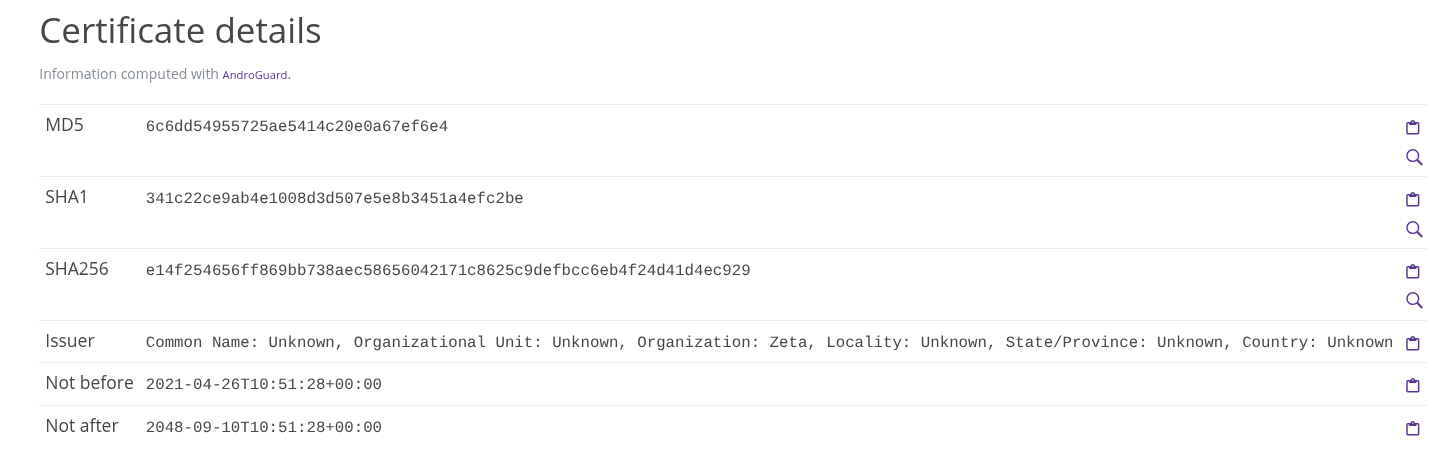 Certificate details
Information computed with AndroGuard.
MD5 6c6dd54955725ae5414c20e0a67ef6e4
SHA1 341c22ce9ab4e1008d3d507e5e8b3451a4efc2be
SHA256 e14f254656ff869bb738aec58656042171c8625c9defbcc6eb4f24d41d4ec929
Issuer Common Name: Unknown, Organizational Unit: Unknown, Organization: Zeta, Locality: Unknown, State/Province: Unknown, Country: Unknown
Not before 2021-04-26T10:51:28+00:00
Not after 2048-09-10T10:51:28+00:00